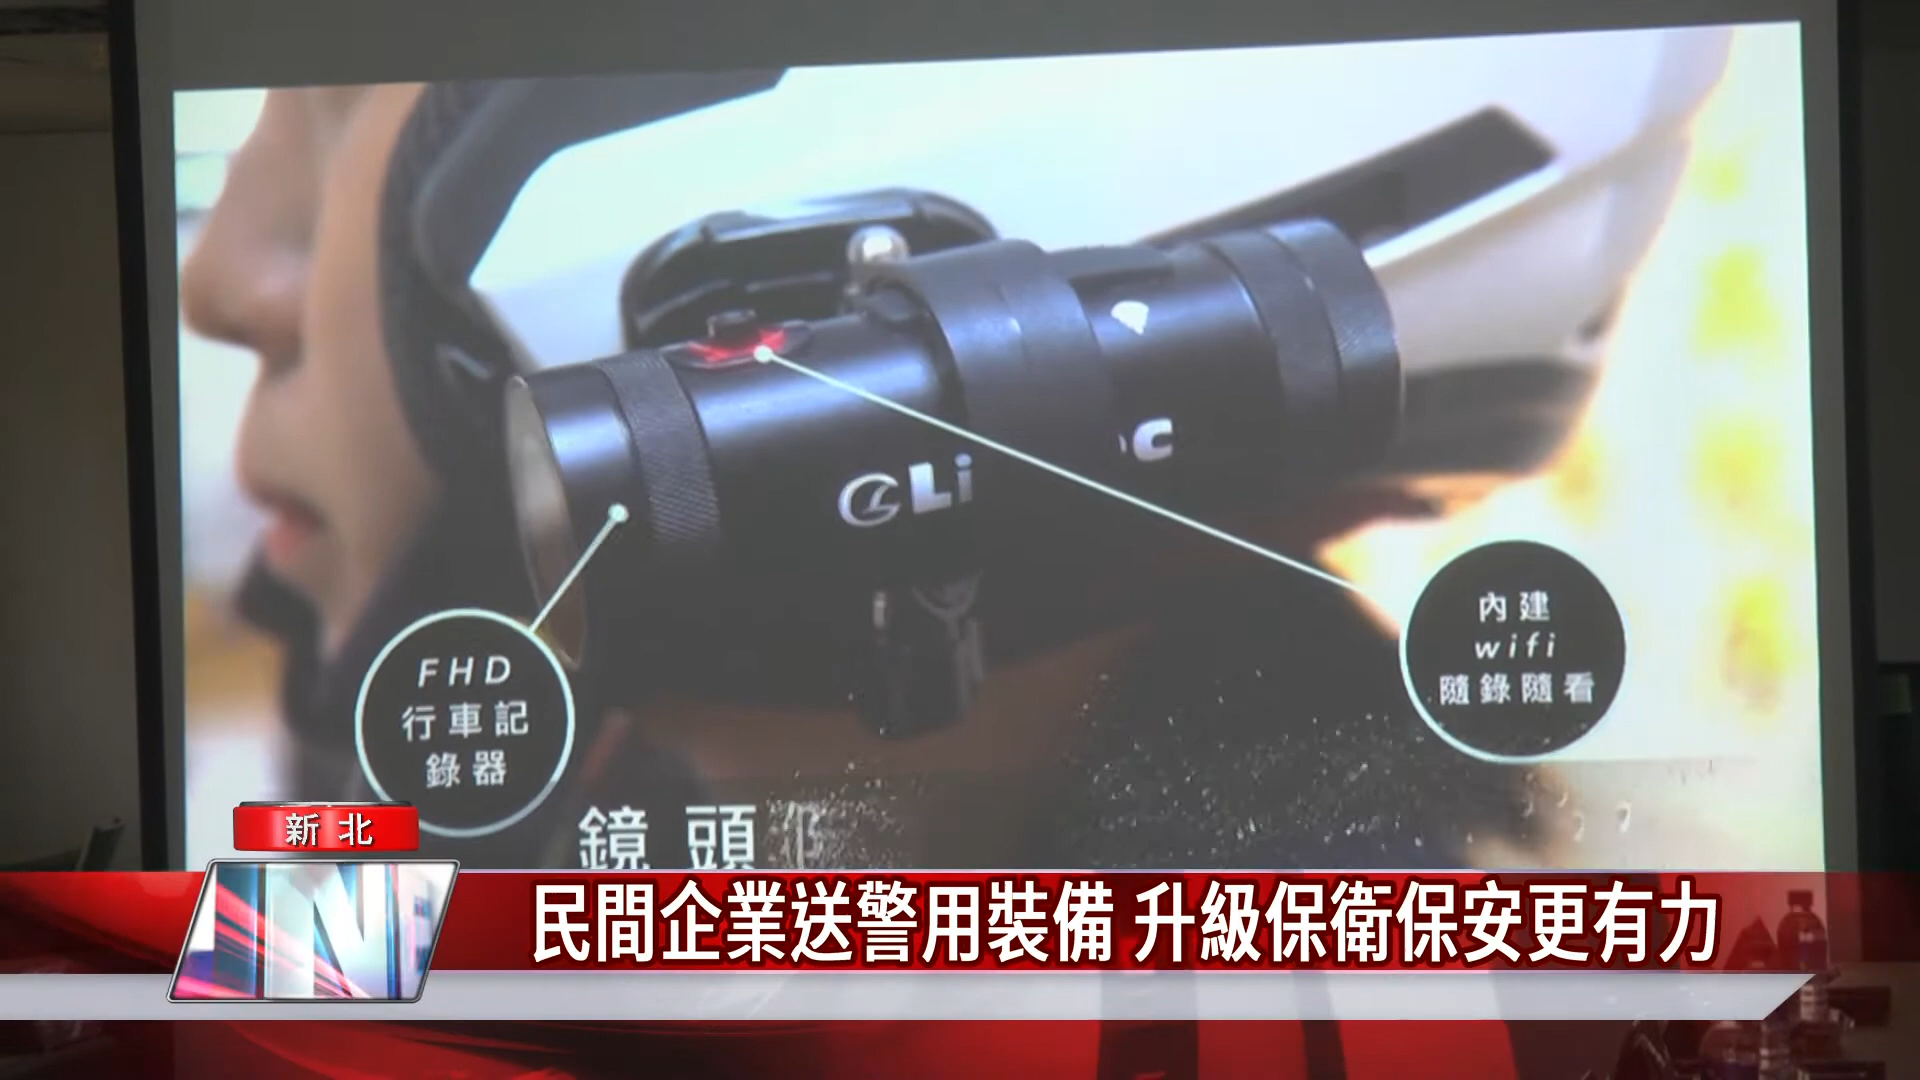 Li
c
FHD
行車記
錄器
內建
wifi
隨錄隨看
鏡頭
新北
民間企業送警用裝備 升級保衛保安更有力